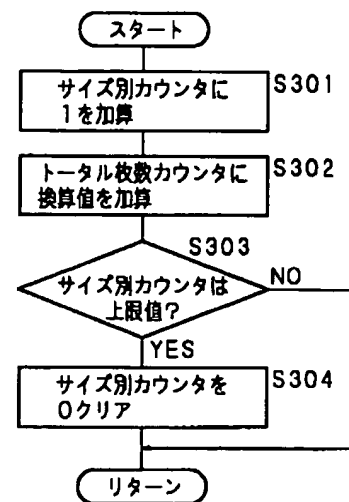 スタート
サイズ別カウンタに
1を加算
S301
トータル枚数カウンタに
換算値を加算
S302
S303
サイズ別カウンタは
上限値?
NO
YES
サイズ別カウンタを
0クリア
S304
リターン